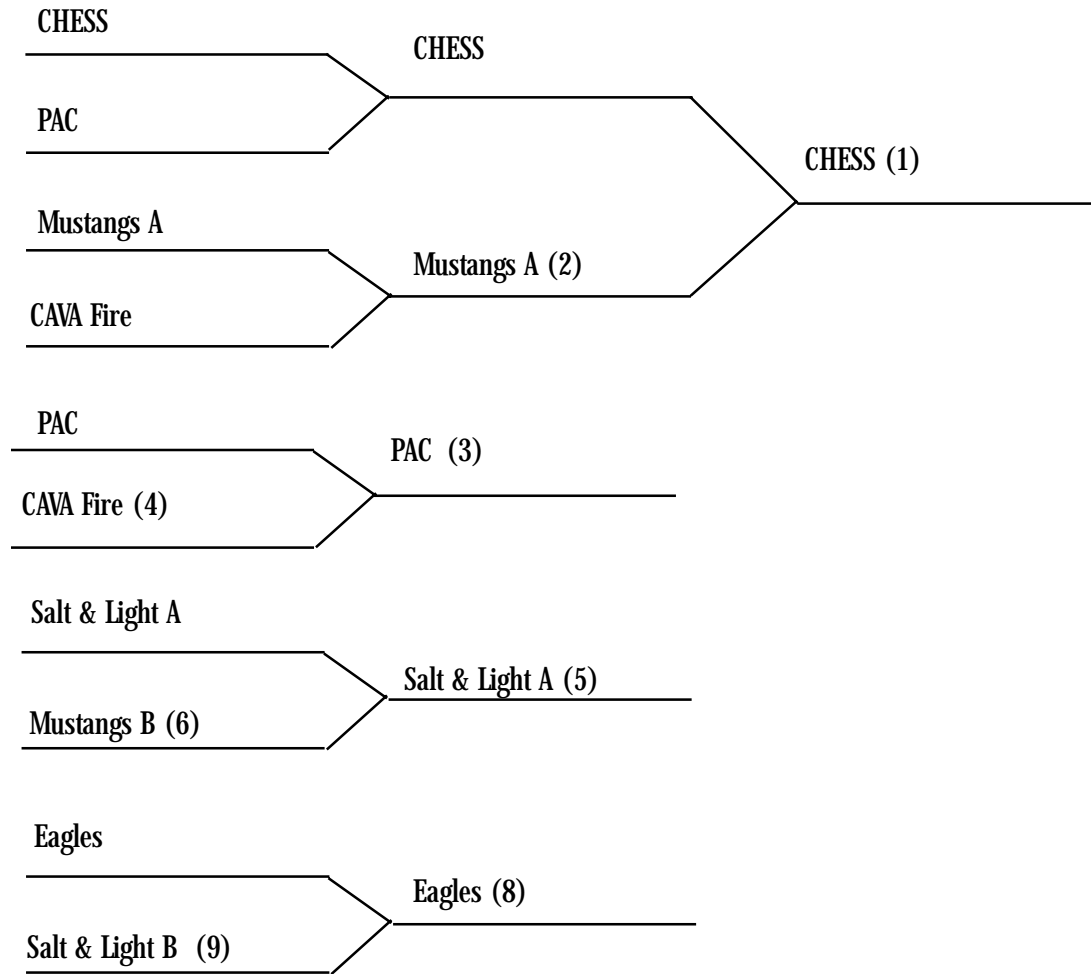 CHESS
CHESS
PAC
CHESS (1)
Mustangs A
Mustangs A (2)
CAVA Fire
PAC
PAC (3)
CAVA Fire (4)
Salt & Light A
Salt & Light A (5)
Mustangs B (6)
Eagles
Eagles (8)
Salt & Light B (9)